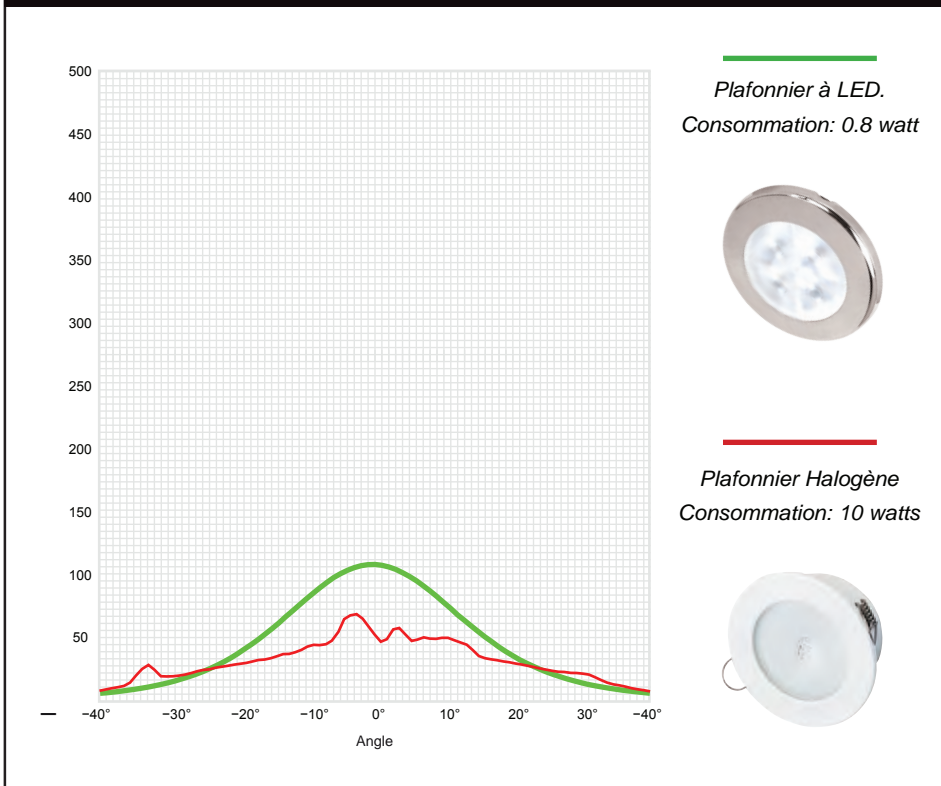 500
450
400
350
300
250
200
150
100
50
— −40° −30° −20° −10° 0° 10° 20° 30° −40°
Angle
Plafonnier à LED.
Consommation: 0.8 watt
Plafonnier Halogène
Consommation: 10 watts